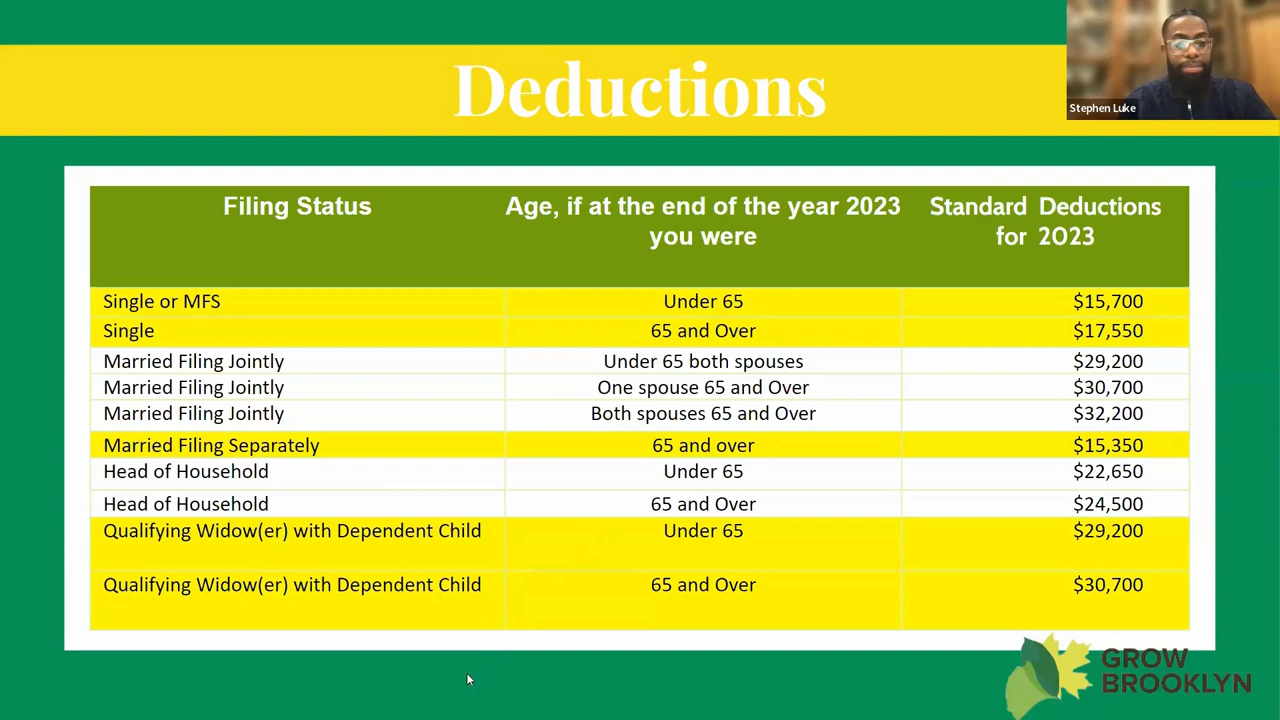 Deductions
Stephen Luke
Filing Status
Age, if at the end of the year 2023
you were
Standard Deductions
for 2023
Single or MFS Under 65 $15,700
Single 65 and Over $17,550
Married Filing Jointly Under 65 both spouses $29,200
Married Filing Jointly One spouse 65 and Over $30,700
Married Filing Jointly Both spouses 65 and Over $32,200
Married Filing Separately 65 and over $15,350
Head of Household Under 65 $22,650
Head of Household 65 and Over $24,500
Qualifying Widow(er) with Dependent Child Under 65 $29,200
Qualifying Widow(er) with Dependent Child 65 and Over $30,700
GROW
BROOKLYN